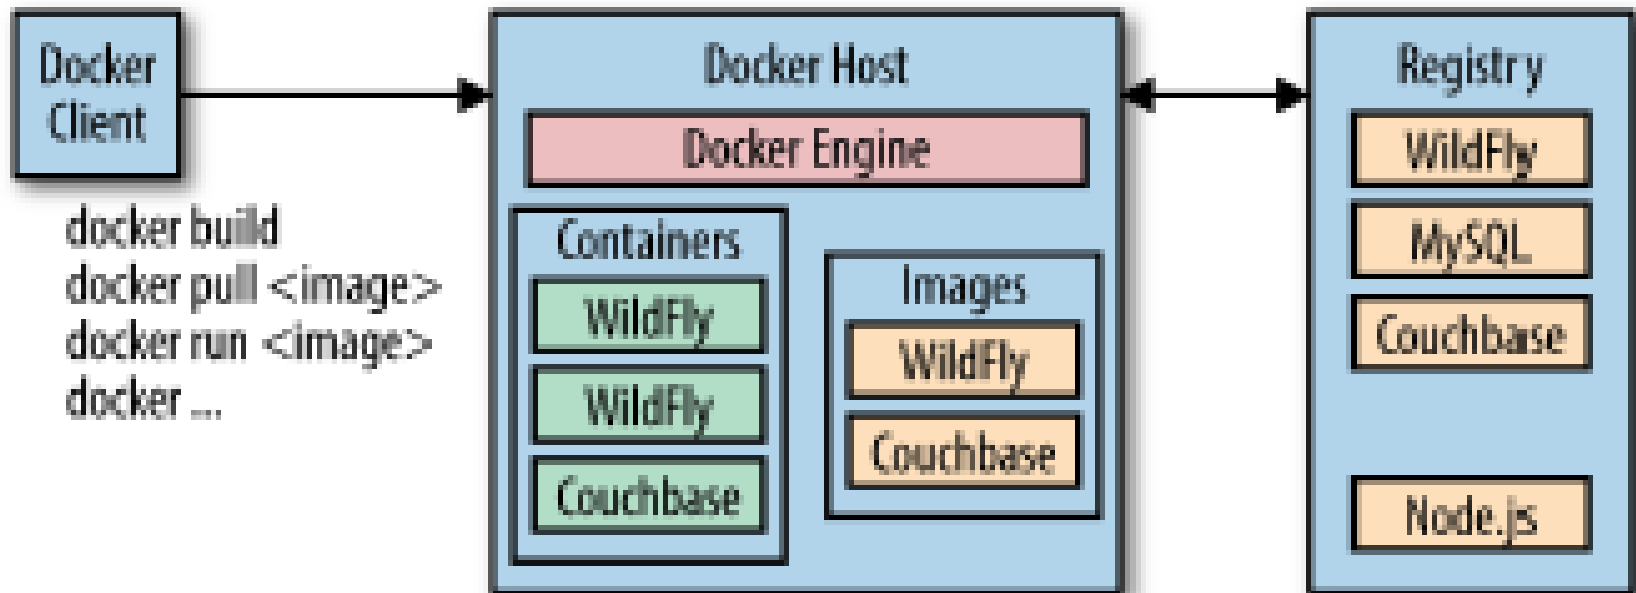 Docker
Client
docker build
docker pull <image>
docker run <image>
docker ...
Docker Host
Docker Engine
Containers
WildFly
WildFly
Couchbase
Images
WildFly
Couchbase
Registry
WildFly
MySQL
Couchbase
Node.js